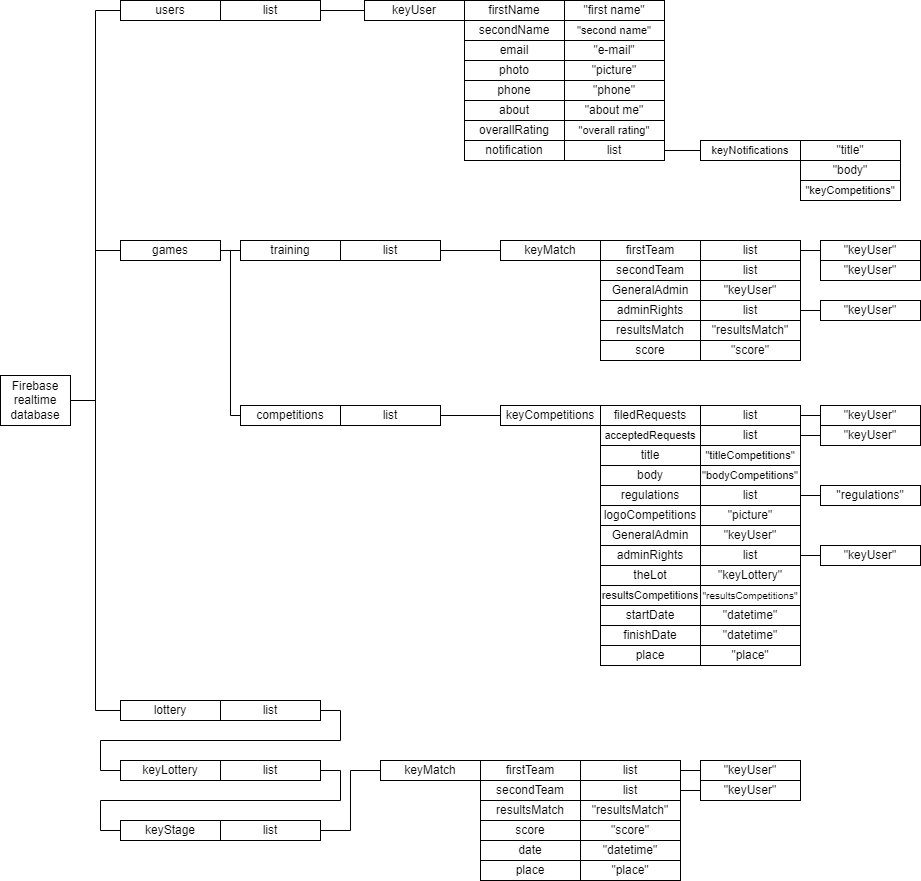 users list keyUser firstName "first name"
secondName "second name"
email "e-mail"
photo "picture"
phone "phone"
about "about me"
overallRating "overall rating"
notification list keyNotifications "title"
"body"
"keyCompetitions"
games training list keyMatch firstTeam list "keyUser"
secondTeam list "keyUser"
GeneralAdmin "keyUser"
adminRights list "keyUser"
resultsMatch "resultsMatch"
score "score"
Firebase
realtime
database
competitions list keyCompetitions filedRequests list "keyUser"
acceptedRequests list "keyUser"
title "titleCompetitions"
body "bodyCompetitions"
regulations list "regulations"
logoCompetitions "picture"
GeneralAdmin "keyUser"
adminRights list "keyUser"
theLot "keyLottery"
resultsCompetitions "resultsCompetitions"
startDate "datetime"
finishDate "datetime"
place "place"
lottery list
keyLottery list keyMatch firstTeam list "keyUser"
secondTeam list "keyUser"
resultsMatch "resultsMatch"
keyStage list score "score"
date "datetime"
place "place"